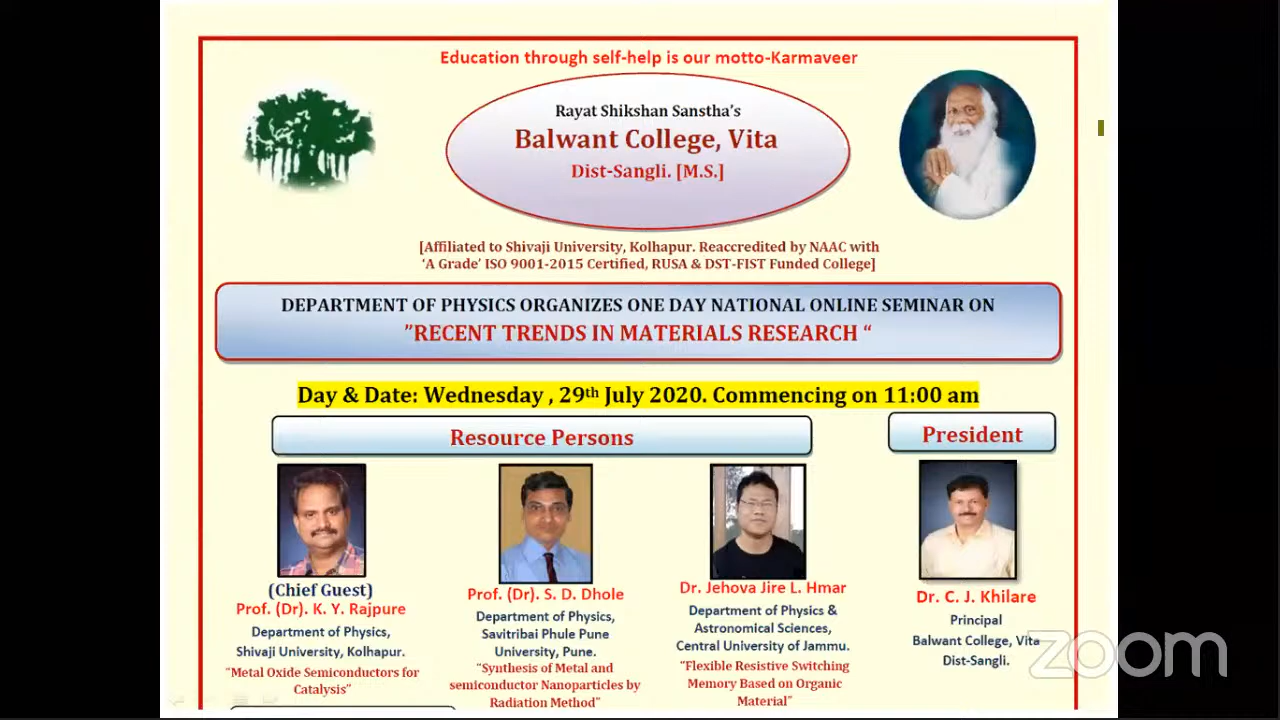 Education through self-help is our motto-Karmaveer
Rayat Shikshan Sanstha's
Balwant College, Vita
Dist-Sangli. [M.S.]
[Affiliated to Shivaji University, Kolhapur. Reaccredited by NAAC with
'A Grade' ISO 9001-2015 Certified, RUSA & DST-FIST Funded College]
DEPARTMENT OF PHYSICS ORGANIZES ONE DAY NATIONAL ONLINE SEMINAR ON
”RECENT TRENDS IN MATERIALS RESEARCH “
Day & Date: Wednesday , 29th July 2020. Commencing on 11:00 am
Resource Persons
President
(Chief Guest)
Prof. (Dr). K. Y. Rajpure
Department of Physics,
Shivaji University, Kolhapur.
"Metal Oxide Semiconductors for
Catalysis"
Prof. (Dr). S. D. Dhole
Department of Physics,
Savitribai Phule Pune
University, Pune.
"Synthesis of Metal and
semiconductor Nanoparticles by
Radiation Method"
Dr. Jehova Jire L. Hmar
Department of Physics &
Astronomical Sciences,
Central University of Jammu.
"Flexible Resistive Switching
Memory Based on Organic
Material"
Dr. C. J. Khilare
Principal
Balwant College, Vita
Dist-Sangli.
zoom